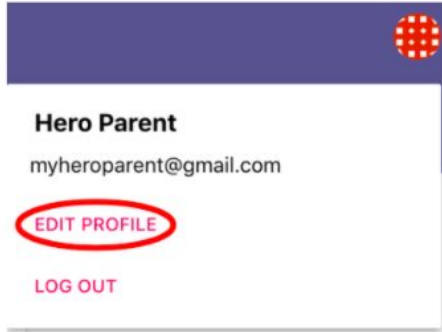 Hero Parent
myheroparent@gmail.com
EDIT PROFILE
LOG OUT